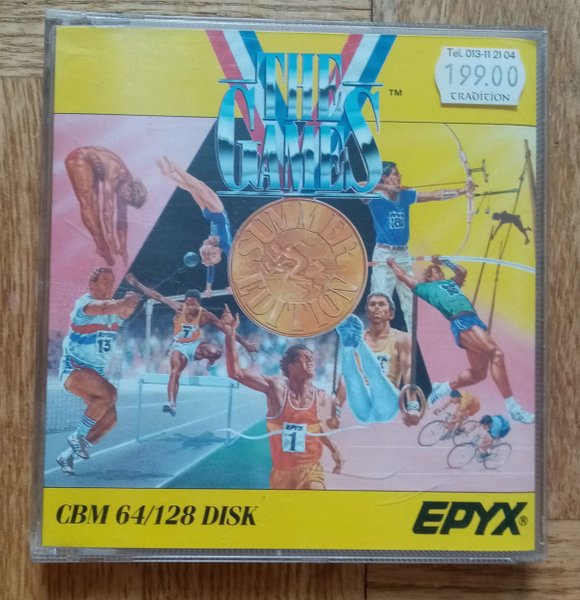 Tel. 013-11 21 04
199.00
TRADITION
THE
GAMES
TM
SUMMER
EDITION
13
7
1
EPYX
CBM 64/128 DISK
EPYX®